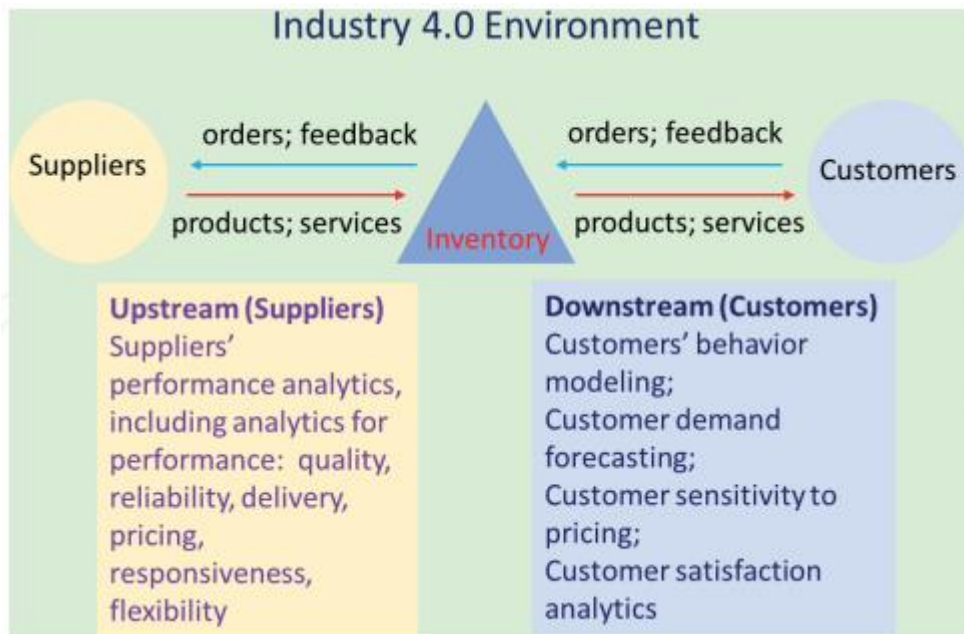 Industry 4.0 Environment
orders; feedback
orders; feedback
Suppliers
Customers
products; services
products; services
Inventory
Upstream (Suppliers)
Suppliers’
performance analytics,
including analytics for
performance: quality,
reliability, delivery,
pricing,
responsiveness,
flexibility
Downstream (Customers)
Customers’ behavior
modeling;
Customer demand
forecasting;
Customer sensitivity to
pricing;
Customer satisfaction
analytics